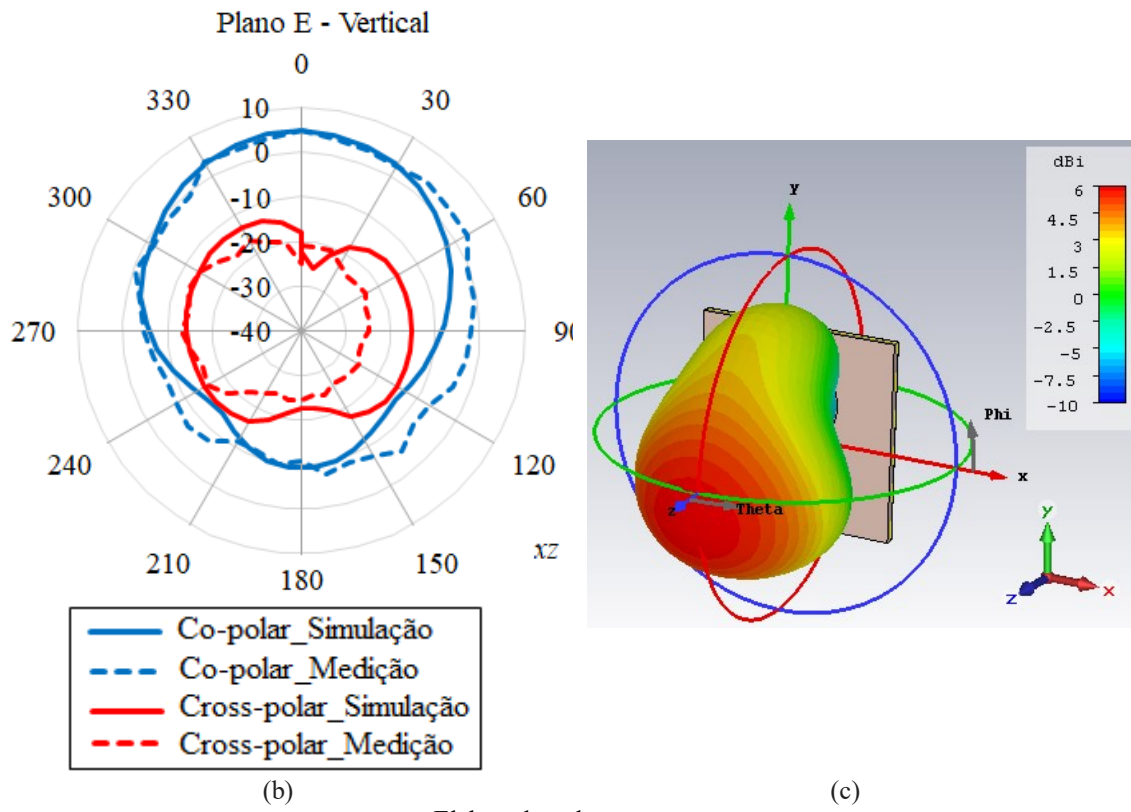 Plano E - Vertical
0
330
30
10
0
-10
-20
-30
-40
300
60
270
90
240
120
210
150
180
xz
Co-polar_Simulação
Co-polar_Medição
Cross-polar_Simulação
Cross-polar_Medição
(b)
dBi
6
4.5
3
1.5
0
-2.5
-5
-7.5
-10
y
Phi
x
z
Theta
y
z
x
(c)